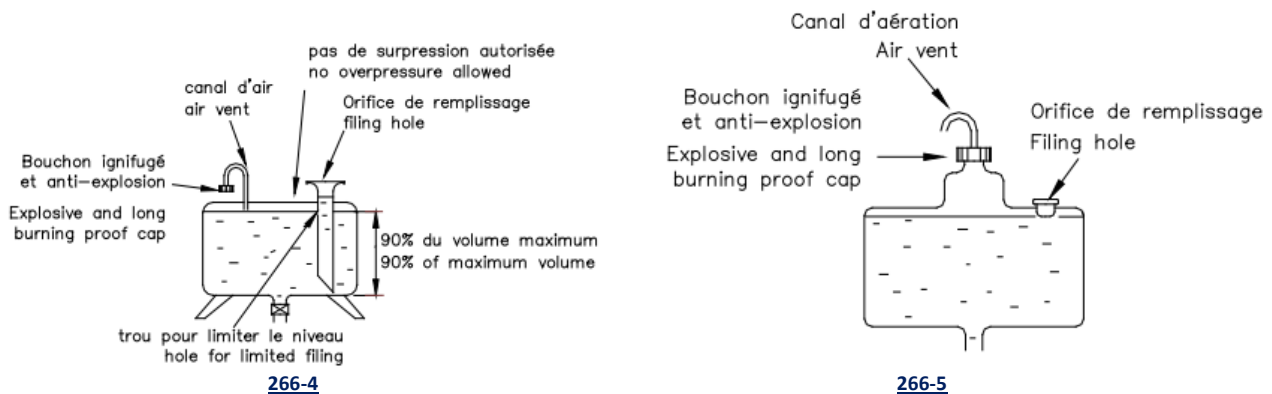 pas de surpression autorisée
no overpressure allowed
canal d'air
air vent
Orifice de remplissage
filing hole
Bouchon ignifugé
et anti-explosion
Explosive and long
burning proof cap
90% du volume maximum
90% of maximum volume
trou pour limiter le niveau
hole for limited filing
266-4
Canal d'aération
Air vent
Bouchon ignifugé
et anti-explosion
Explosive and long
burning proof cap
Orifice de remplissage
Filing hole
266-5